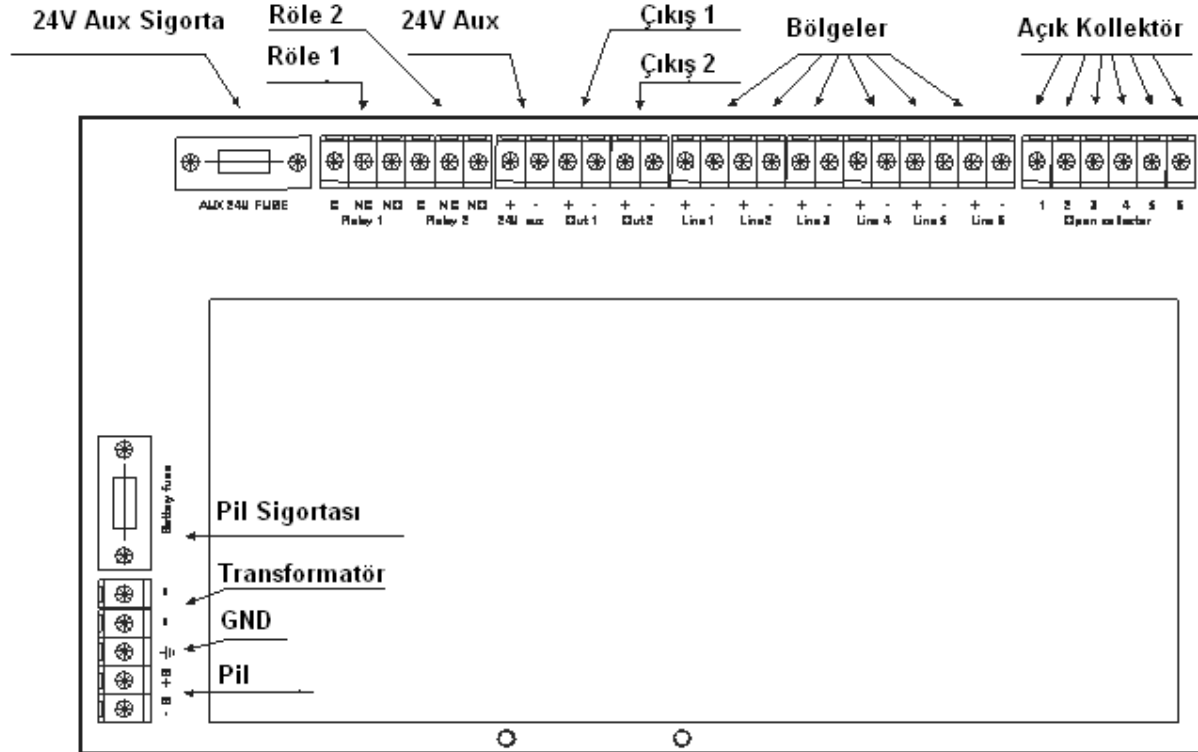 24V Aux Sigorta
Röle 2
Röle 1
24V Aux
Çıkış 1
Çıkış 2
Bölgeler
Açık Kollektör
AUX 24V FUSE
C NC NO C NC NO
Relay 1 Relay 2
+ - + - + - + - + - + - + - + - + -
24V aux Out 1 Out 2 Line 1 Line 2 Line 3 Line 4 Line 5 Line 6
1 2 3 4 5 6
Open collector
Battery fuse
Pil Sigortası
Transformatör
GND
Pil
B +
B -